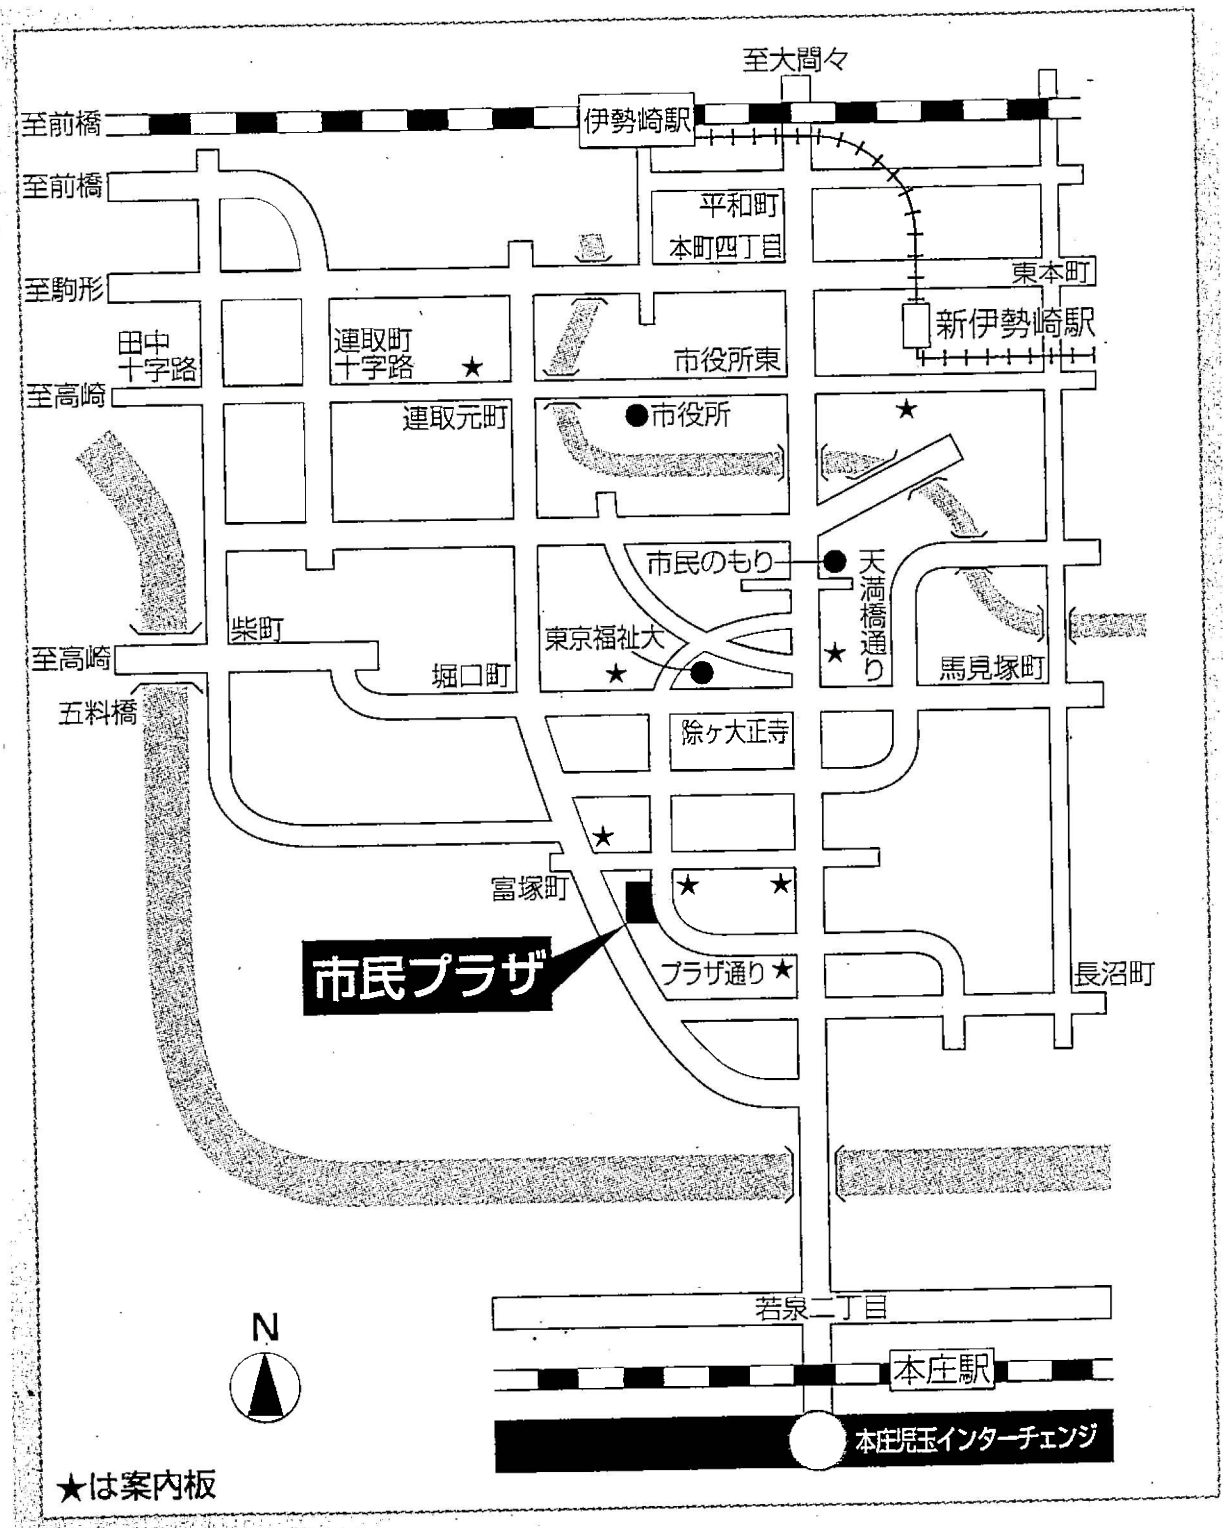 至大間々
至前橋
伊勢崎駅
至前橋
平和町
本町四丁目
至駒形
東本町
新伊勢崎駅
田中
十字路
連取町
十字路
★
市役所東
至高崎
連取元町
●市役所
★
市民のもり
天満橋通り
柴町
至高崎
東京福祉大
★
★
堀口町
馬見塚町
五料橋
除ヶ大正寺
★
富塚町
★
★
市民プラザ
プラザ通り★
長沼町
若泉二丁目
N
本庄駅
本庄児玉インターチェンジ
★は案内板